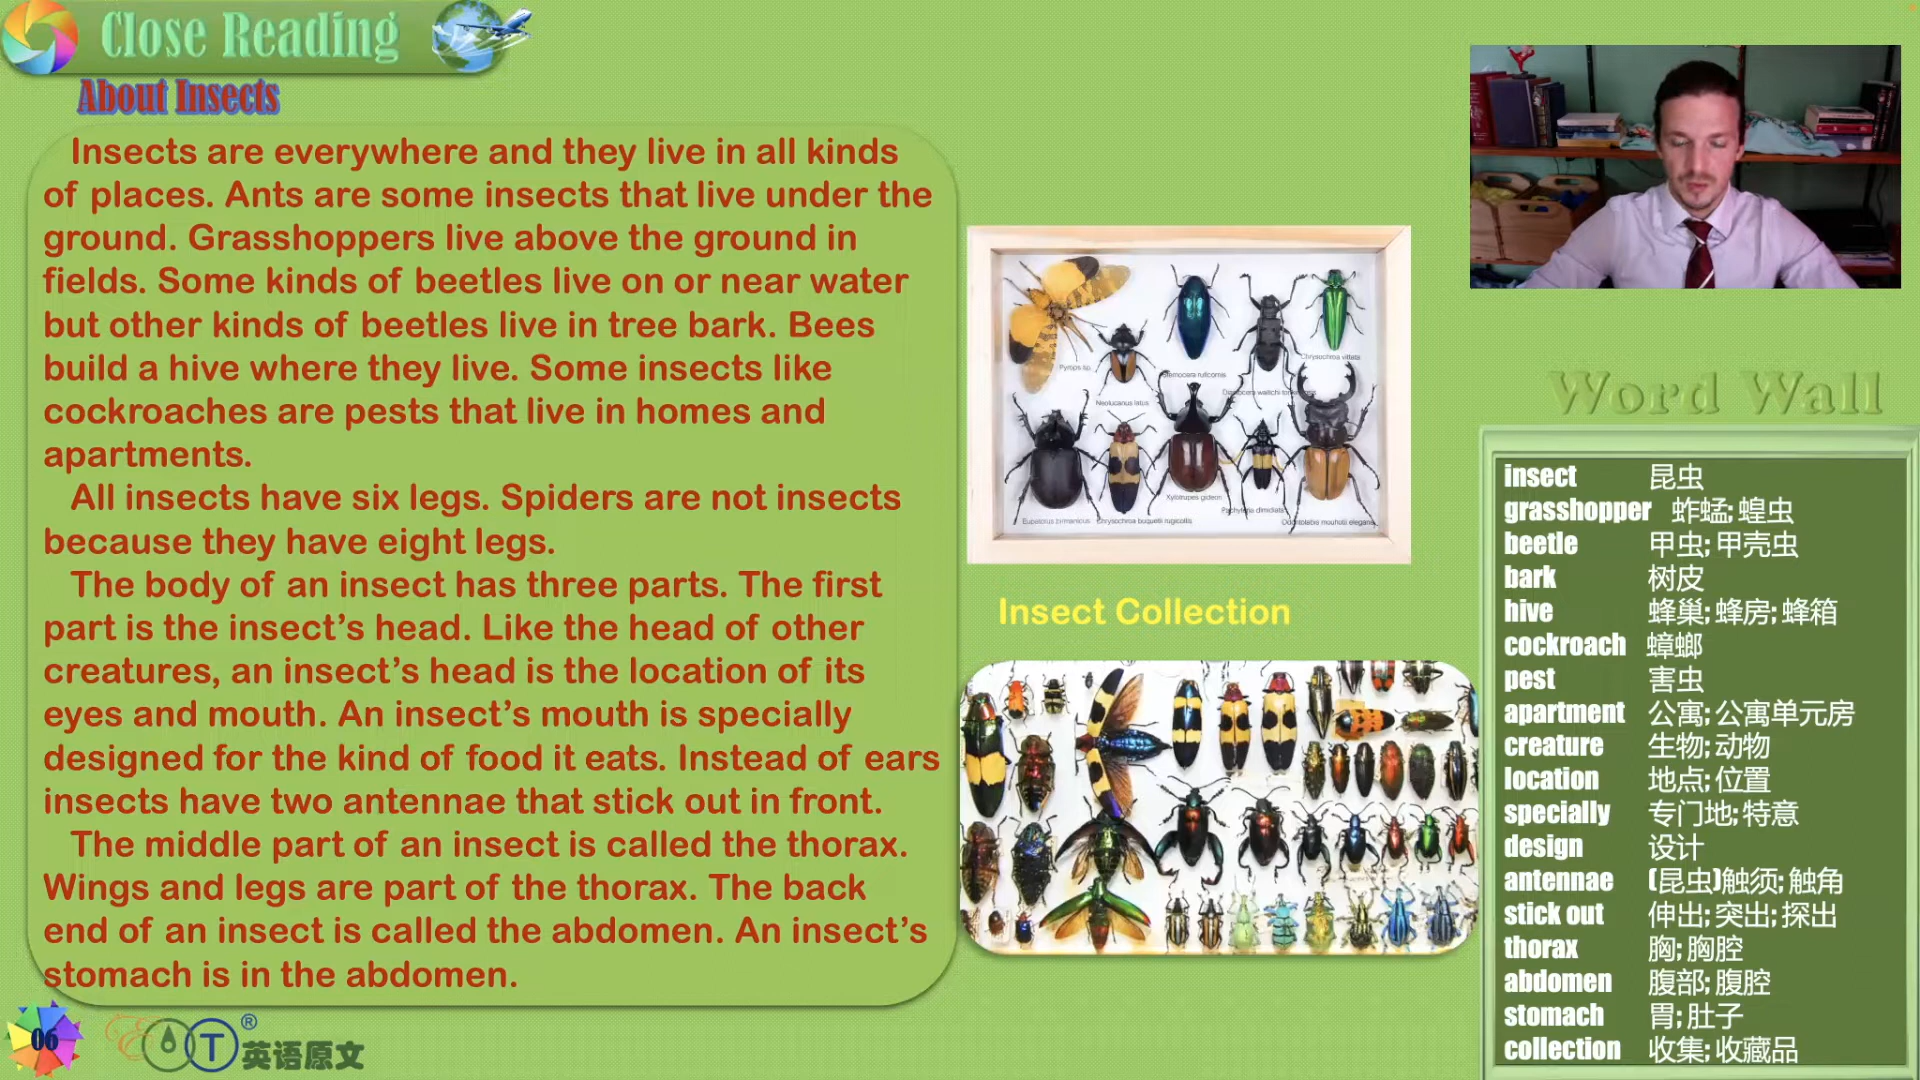 Close Reading
About Insects
Insects are everywhere and they live in all kinds
of places. Ants are some insects that live under the
ground. Grasshoppers live above the ground in
fields. Some kinds of beetles live on or near water
but other kinds of beetles live in tree bark. Bees
build a hive where they live. Some insects like
cockroaches are pests that live in homes and
apartments.
All insects have six legs. Spiders are not insects
because they have eight legs.
The body of an insect has three parts. The first
part is the insect’s head. Like the head of other
creatures, an insect’s head is the location of its
eyes and mouth. An insect’s mouth is specially
designed for the kind of food it eats. Instead of ears
insects have two antennae that stick out in front.
The middle part of an insect is called the thorax.
Wings and legs are part of the thorax. The back
end of an insect is called the abdomen. An insect’s
stomach is in the abdomen.
06
T®英语原文
Pyrops sp.
Neolucanus latus
Chrysochroa vittata
Xylotrupes gideon
Chrysochroa buqueti rugicollis
Insect Collection
Word Wall
insect 昆虫
grasshopper 蚱蜢; 蝗虫
beetle 甲虫; 甲壳虫
bark 树皮
hive 蜂巢; 蜂房; 蜂箱
cockroach 蟑螂
pest 害虫
apartment 公寓; 公寓单元房
creature 生物; 动物
location 地点; 位置
specially 专门地; 特意
design 设计
antennae (昆虫)触须; 触角
stick out 伸出; 突出; 探出
thorax 胸; 胸腔
abdomen 腹部; 腹腔
stomach 胃; 肚子
collection 收集; 收藏品